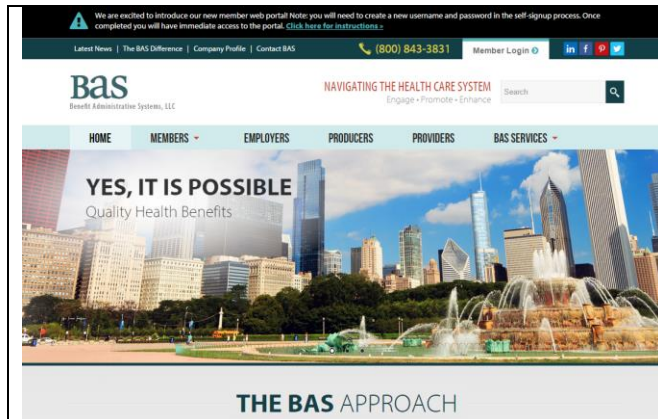 We are excited to introduce our new member web portal! Note: you will need to create a new username and password in the self-signup process. Once
completed you will have immediate access to the portal. Click here for instructions »
Latest News | The BAS Difference | Company Profile | Contact BAS
(800) 843-3831
Member Login
in f
Bas
Benefit Administrative Systems, LLC
NAVIGATING THE HEALTH CARE SYSTEM
Engage • Promote • Enhance
Search
HOME MEMBERS EMPLOYERS PRODUCERS PROVIDERS BAS SERVICES
YES, IT IS POSSIBLE
Quality Health Benefits
THE BAS APPROACH